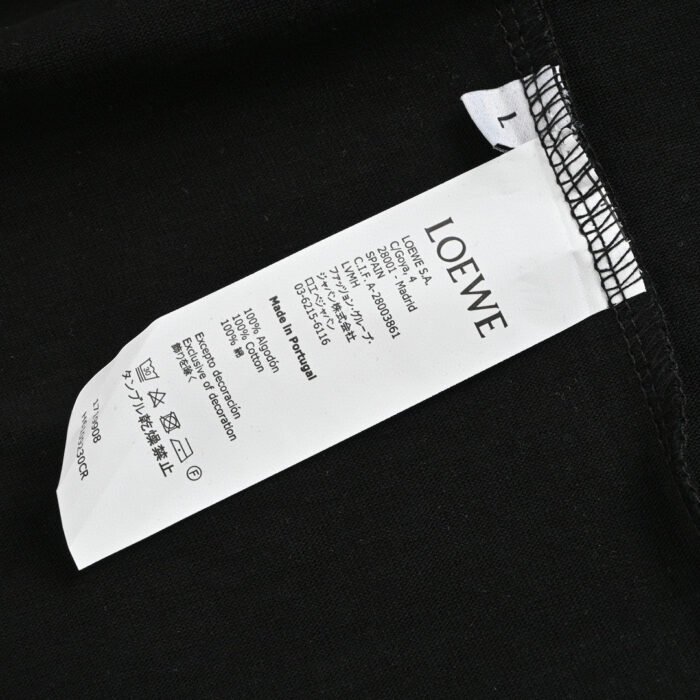 L
LOEWE
LOEWE S.A.
C/Goya, 4
28001 - Madrid
SPAIN
C.I.F. A-28003861
LVMH
ファッション・グループ・
ジャパン株式会社
ロエベジャパン
03-6215-6116
Made in Portugal
100% Algodón
100% Cotton
100% 綿
Excepto decoración
Exclusive of decoration
飾りを除く
30
F
タンブル乾燥禁止